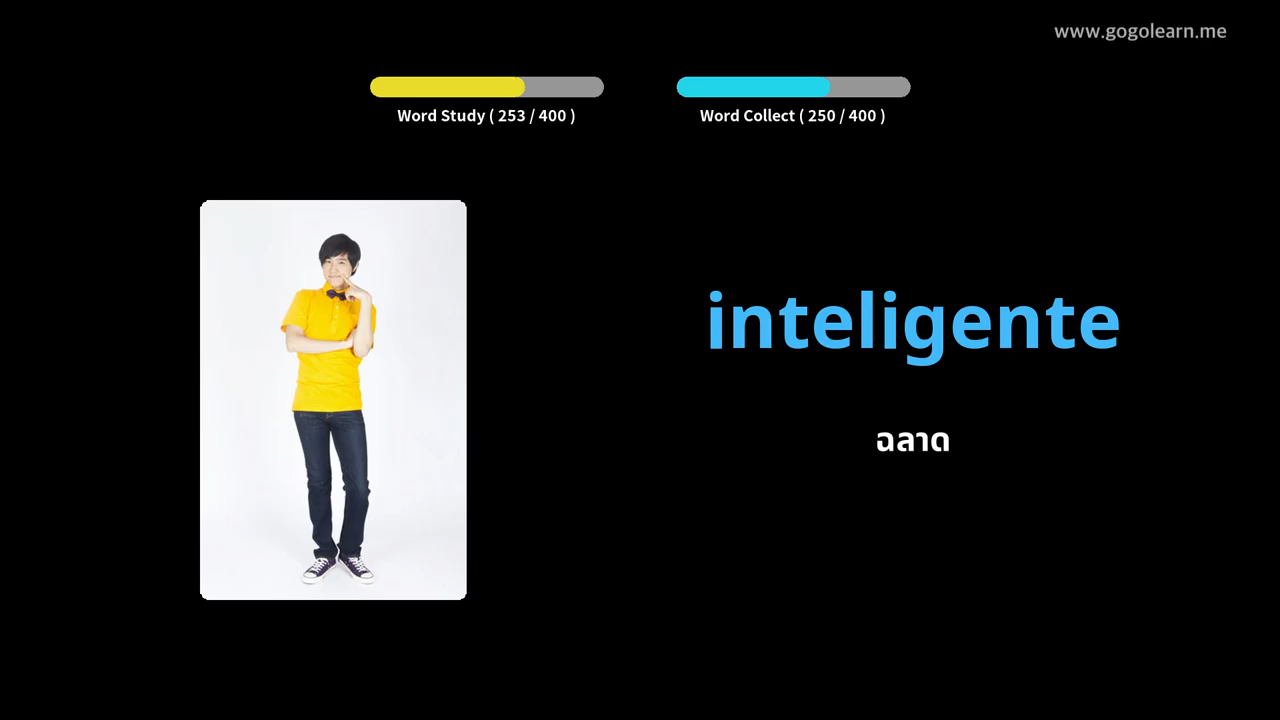 www.gogolearn.me
Word Study ( 253 / 400 )
Word Collect ( 250 / 400 )
inteligente
ฉลาด